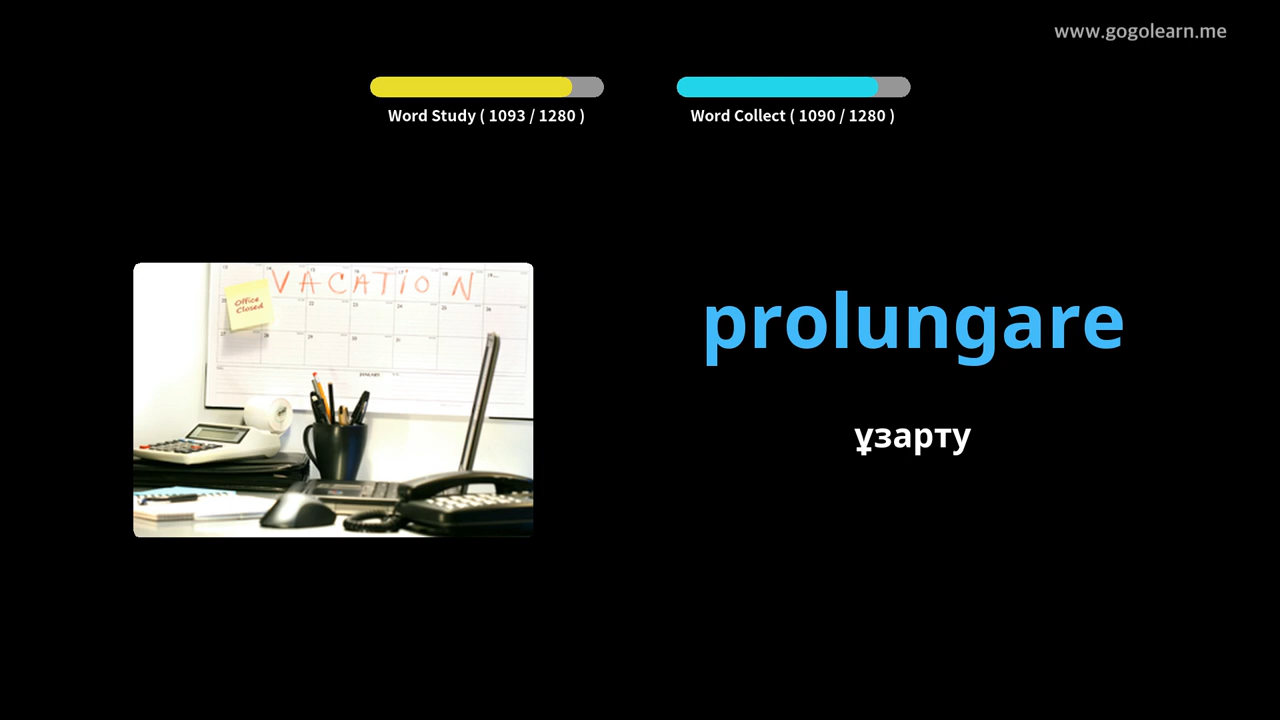 www.gogolearn.me
Word Study ( 1093 / 1280 )
Word Collect ( 1090 / 1280 )
VACATION
Office
Closed
prolungare
ұзарту